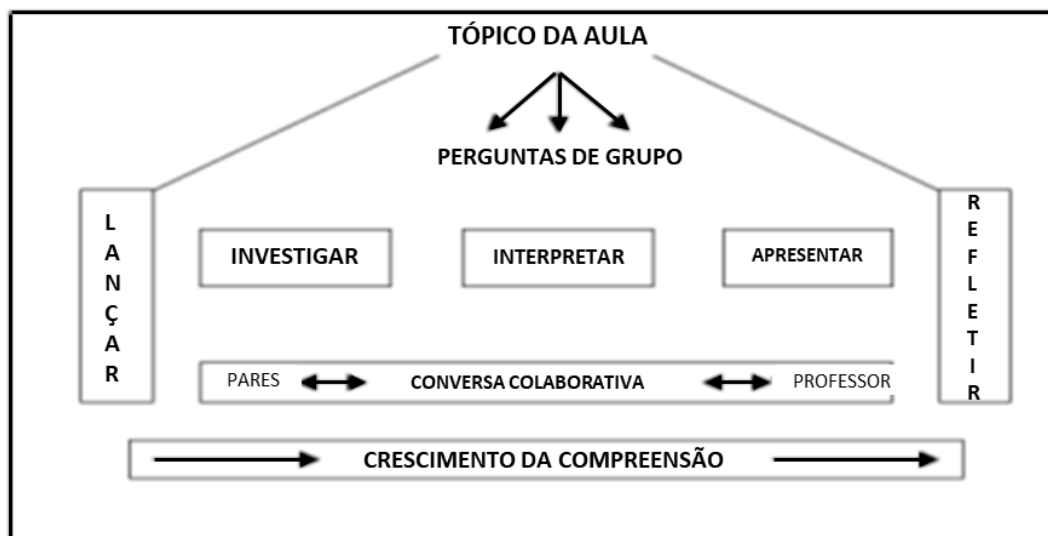 TÓPICO DA AULA
PERGUNTAS DE GRUPO
LANÇAR
INVESTIGAR
INTERPRETAR
APRESENTAR
REFLETIR
PARES
CONVERSA COLABORATIVA
PROFESSOR
CRESCIMENTO DA COMPREENSÃO